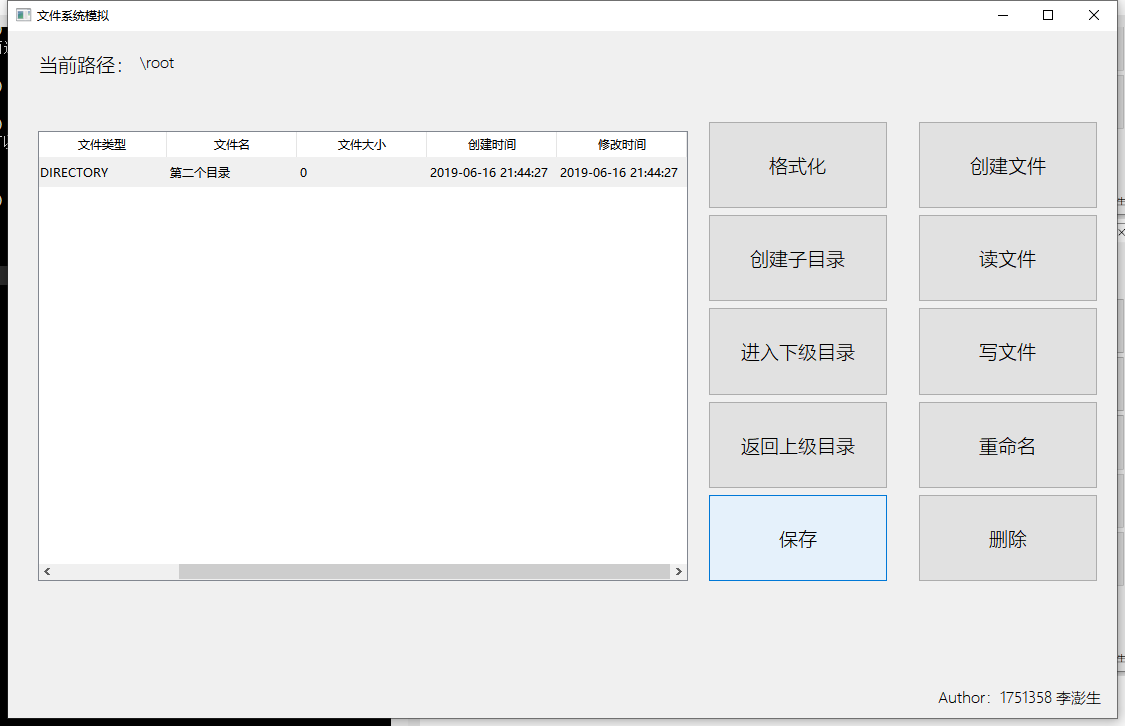 文件系统模拟
当前路径： \root
文件类型 文件名 文件大小 创建时间 修改时间
DIRECTORY 第二个目录 0 2019-06-16 21:44:27 2019-06-16 21:44:27
格式化 创建文件
创建子目录 读文件
进入下级目录 写文件
返回上级目录 重命名
保存 删除
Author：1751358 李澎生